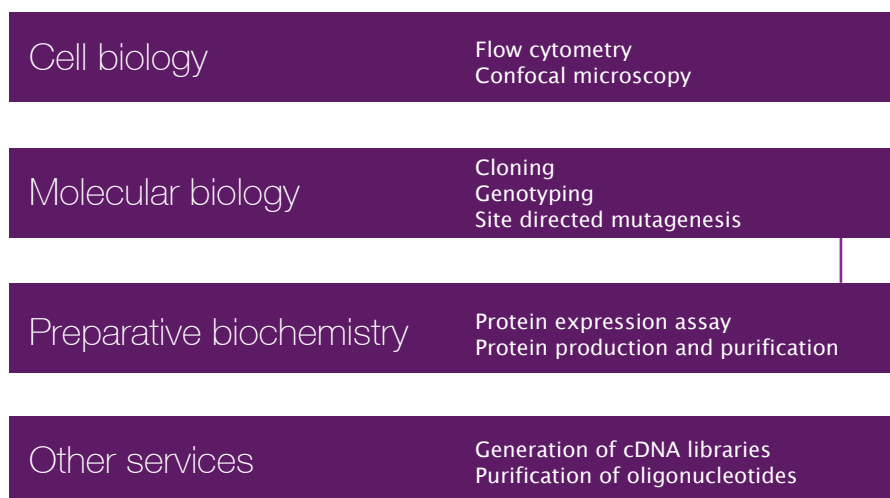 Cell biology
Flow cytometry
Confocal microscopy
Molecular biology
Cloning
Genotyping
Site directed mutagenesis
Preparative biochemistry
Protein expression assay
Protein production and purification
Other services
Generation of cDNA libraries
Purification of oligonucleotides